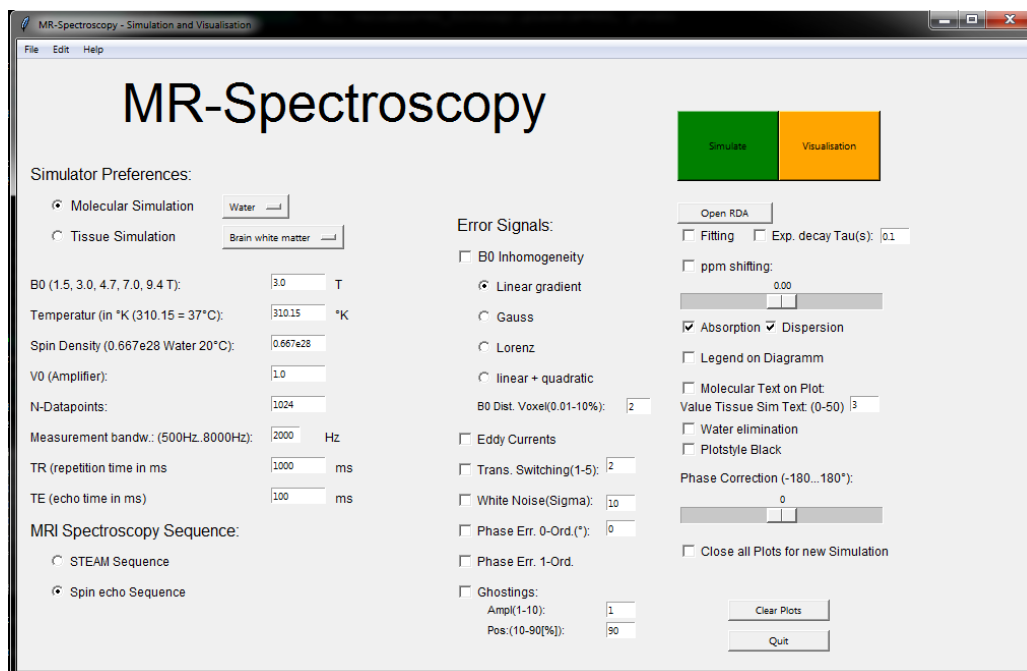 MR-Spectroscopy - Simulation and Visualisation
File Edit Help
MR-Spectroscopy
Simulator Preferences:
Molecular Simulation Water
Tissue Simulation Brain white matter
B0 (1.5, 3.0, 4.7, 7.0, 9.4 T): 3.0 T
Temperatur (in °K (310.15 = 37°C): 310.15 °K
Spin Density (0.667e28 Water 20°C): 0.667e28
V0 (Amplifier): 1.0
N-Datapoints: 1024
Measurement bandw.: (500Hz..8000Hz): 2000 Hz
TR (repetition time in ms 1000 ms
TE (echo time in ms) 100 ms
MRI Spectroscopy Sequence:
STEAM Sequence
Spin echo Sequence
Error Signals:
B0 Inhomogeneity
Linear gradient
Gauss
Lorenz
linear + quadratic
B0 Dist. Voxel(0.01-10%): 2
Eddy Currents
Trans. Switching(1-5): 2
White Noise(Sigma): 10
Phase Err. 0-Ord.(°): 0
Phase Err. 1-Ord.
Ghostings:
Ampl(1-10): 1
Pos:(10-90[%]): 90
Simulate Visualisation
Open RDA
Fitting Exp. decay Tau(s): 0.1
ppm shifting:
0.00
Absorption Dispersion
Legend on Diagramm
Molecular Text on Plot:
Value Tissue Sim Text: (0-50) 3
Water elimination
Plotstyle Black
Phase Correction (-180...180°):
0
Close all Plots for new Simulation
Clear Plots
Quit